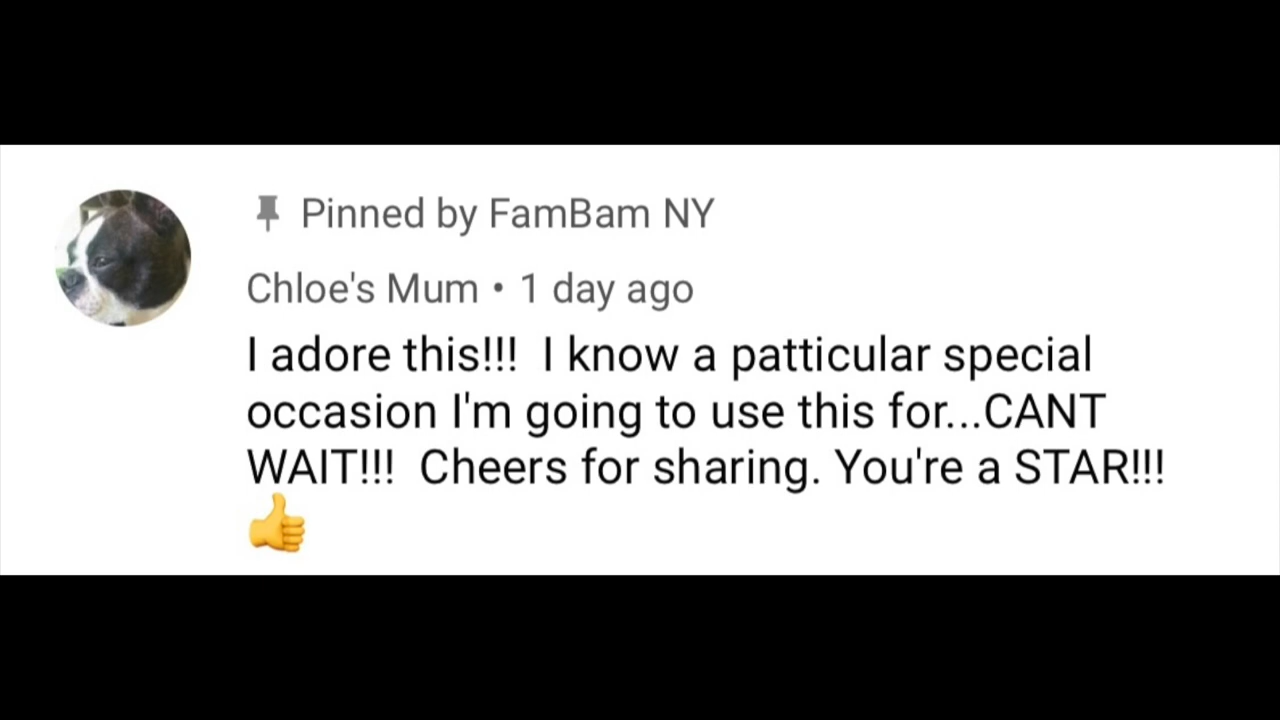 Pinned by FamBam NY
Chloe's Mum • 1 day ago
I adore this!!!  I know a patticular special
occasion I'm going to use this for...CANT
WAIT!!!  Cheers for sharing. You're a STAR!!!
👍